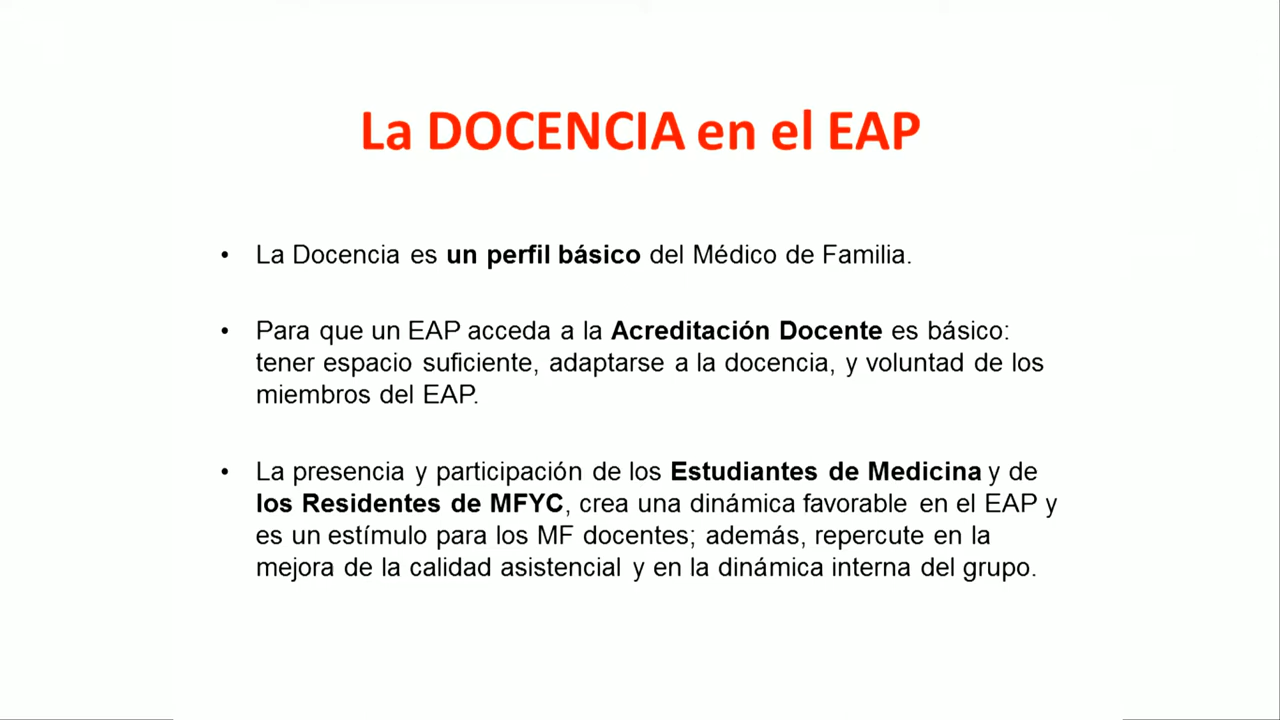 La DOCENCIA en el EAP
• La Docencia es un perfil básico del Médico de Familia.
• Para que un EAP acceda a la Acreditación Docente es básico:
tener espacio suficiente, adaptarse a la docencia, y voluntad de los
miembros del EAP.
• La presencia y participación de los Estudiantes de Medicina y de
los Residentes de MFYC, crea una dinámica favorable en el EAP y
es un estímulo para los MF docentes; además, repercute en la
mejora de la calidad asistencial y en la dinámica interna del grupo.